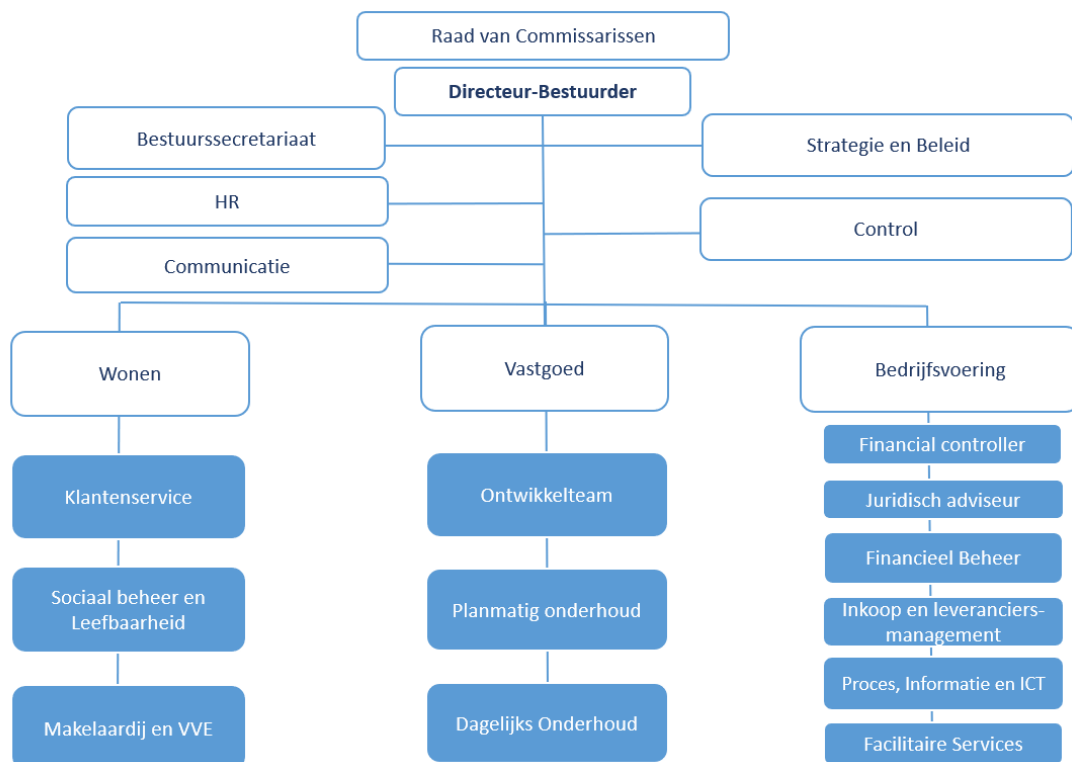 Raad van Commissarissen
Directeur-Bestuurder
Bestuurssecretariaat
Strategie en Beleid
HR
Control
Communicatie
Wonen
Vastgoed
Bedrijfsvoering
Klantenservice
Sociaal beheer en
Leefbaarheid
Makelaardij en VVE
Ontwikkelteam
Planmatig onderhoud
Dagelijks Onderhoud
Financial controller
Juridisch adviseur
Financieel Beheer
Inkoop en leveranciers-
management
Proces, Informatie en ICT
Facilitaire Services